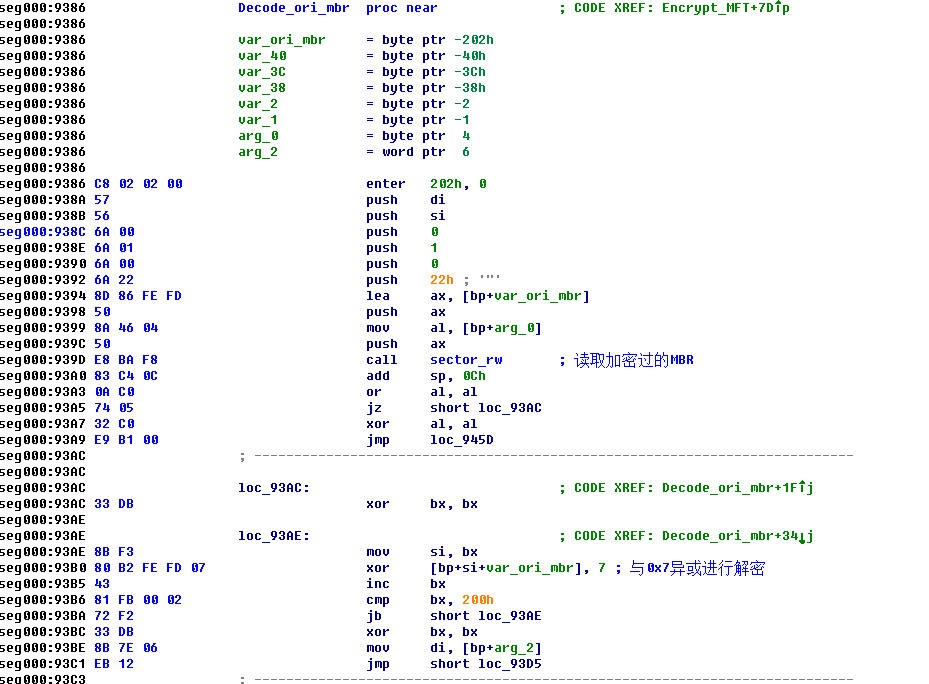 seg000:9386 Decode_ori_mbr proc near ; CODE XREF: Encrypt_MFT+7D↑p
seg000:9386
seg000:9386 var_ori_mbr = byte ptr -202h
seg000:9386 var_40 = byte ptr -40h
seg000:9386 var_3C = byte ptr -3Ch
seg000:9386 var_38 = byte ptr -38h
seg000:9386 var_2 = byte ptr -2
seg000:9386 var_1 = byte ptr -1
seg000:9386 arg_0 = byte ptr 4
seg000:9386 arg_2 = word ptr 6
seg000:9386
seg000:9386 C8 02 02 00 enter 202h, 0
seg000:938A 57 push di
seg000:938B 56 push si
seg000:938C 6A 00 push 0
seg000:938E 6A 01 push 1
seg000:9390 6A 00 push 0
seg000:9392 6A 22 push 22h ; '"'
seg000:9394 8D 86 FE FD lea ax, [bp+var_ori_mbr]
seg000:9398 50 push ax
seg000:9399 8A 46 04 mov al, [bp+arg_0]
seg000:939C 50 push ax
seg000:939D E8 BA F8 call sector_rw ; 读取加密过的MBR
seg000:93A0 83 C4 0C add sp, 0Ch
seg000:93A3 0A C0 or al, al
seg000:93A5 74 05 jz short loc_93AC
seg000:93A7 32 C0 xor al, al
seg000:93A9 E9 B1 00 jmp loc_945D
seg000:93AC ; ---------------------------------------------------------------------------
seg000:93AC
seg000:93AC loc_93AC: ; CODE XREF: Decode_ori_mbr+1F↑j
seg000:93AC 33 DB xor bx, bx
seg000:93AE
seg000:93AE loc_93AE: ; CODE XREF: Decode_ori_mbr+34↓j
seg000:93AE 8B F3 mov si, bx
seg000:93B0 80 B2 FE FD 07 xor [bp+si+var_ori_mbr], 7 ; 与0x7异或进行解密
seg000:93B5 43 inc bx
seg000:93B6 81 FB 00 02 cmp bx, 200h
seg000:93BA 72 F2 jb short loc_93AE
seg000:93BC 33 DB xor bx, bx
seg000:93BE 8B 7E 06 mov di, [bp+arg_2]
seg000:93C1 EB 12 jmp short loc_93D5
seg000:93C3 ; ---------------------------------------------------------------------------